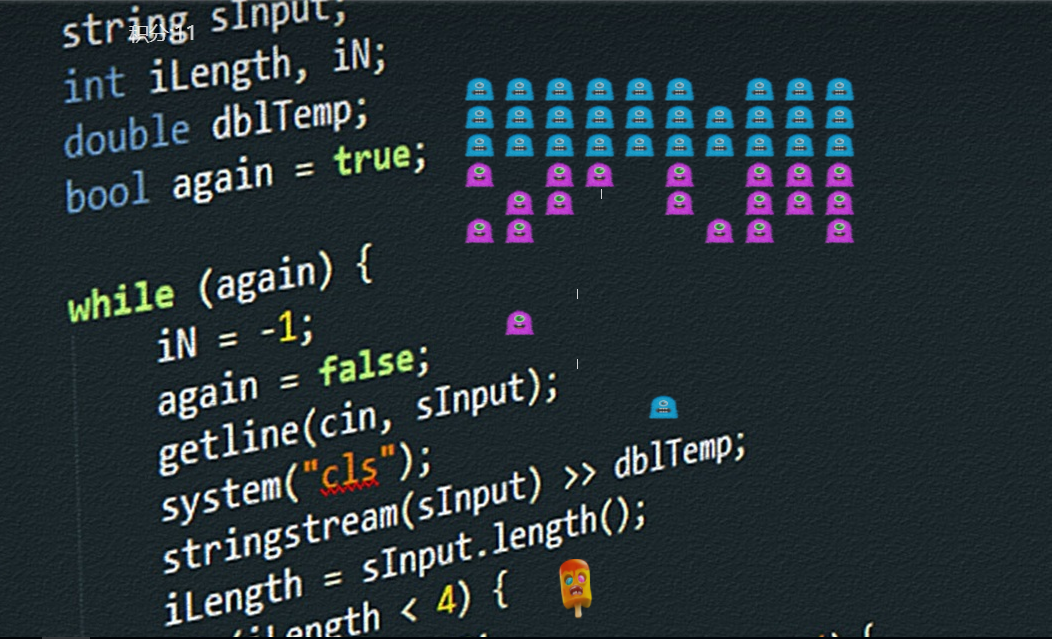 string sInput;
积分:11
int iLength, iN;
double dblTemp;
bool again = true;
while (again) {
iN = -1;
again = false;
getline(cin, sInput);
system("cls");
stringstream(sInput) >> dblTemp;
iLength = sInput.length();
(iLength < 4) {